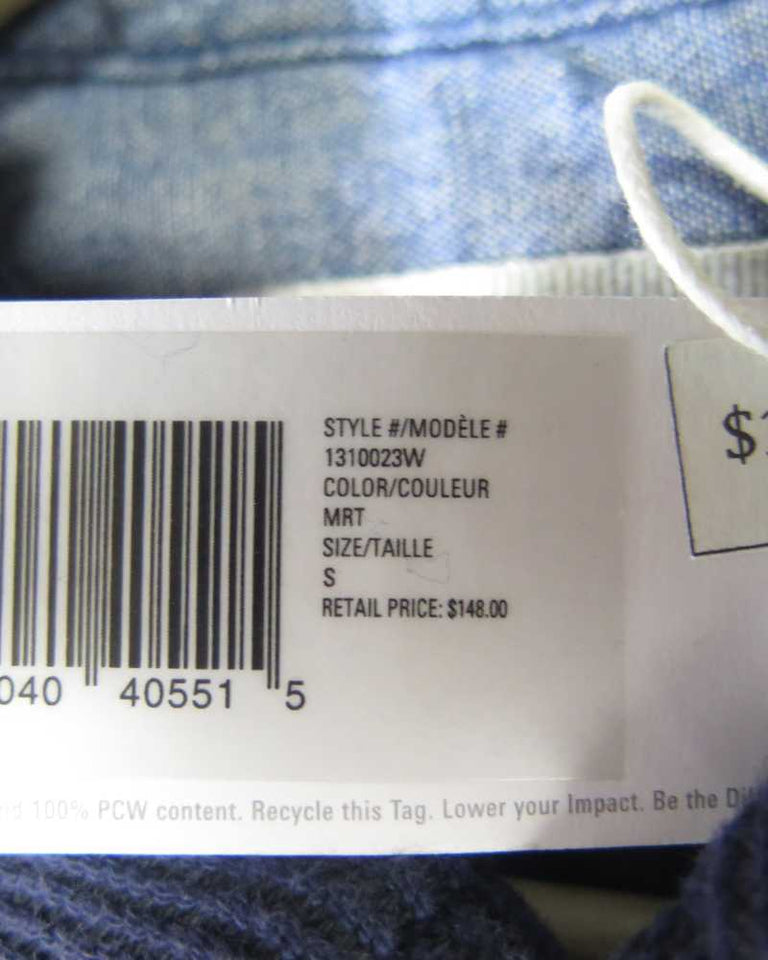 STYLE #/MODÈLE #
1310023W
COLOR/COULEUR
MRT
SIZE/TAILLE
S
RETAIL PRICE: $148.00
040 40551 5
100% PCW content. Recycle this Tag. Lower your Impact. Be the
$1